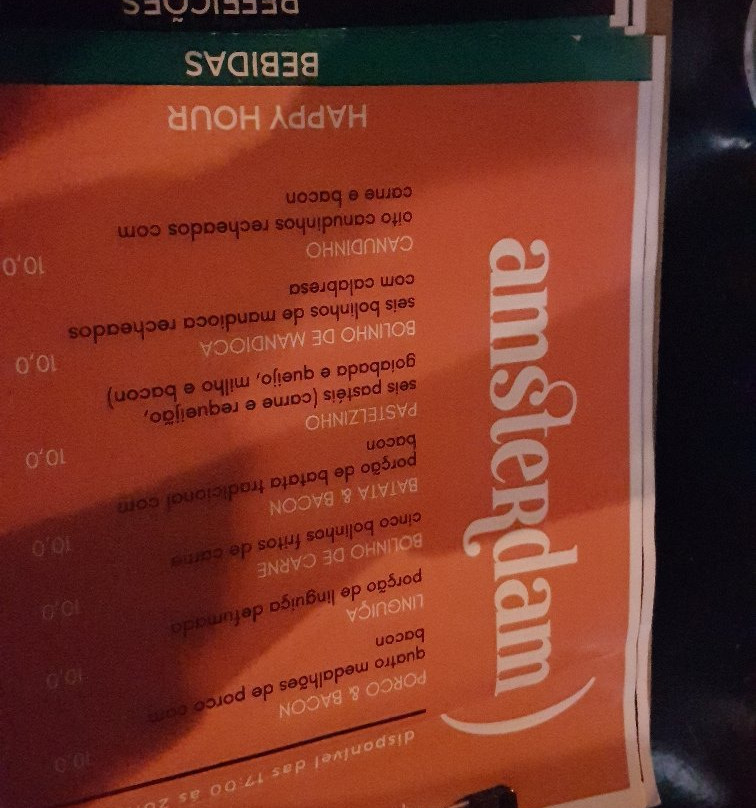 disponível das 17:00 às
PORCO & BACON
quatro medalhões de porco com
bacon
10,0
LINGUIÇA
porção de linguiça defumada
10,0
BOLINHO DE CARNE
cinco bolinhos fritos de carne
10,0
BATATA & BACON
porção de batata tradicional com
bacon
10,0
PASTELZINHO
seis pastéis (carne e requeijão,
goiabada e queijo, milho e bacon)
10,0
BOLINHO DE MANDIOCA
seis bolinhos de mandioca recheados
com calabresa
10,0
CANUDINHO
oito canudinhos recheados com
carne e bacon
10,0
amsterdam)
HAPPY HOUR
BEBIDAS
REFEIÇÕES